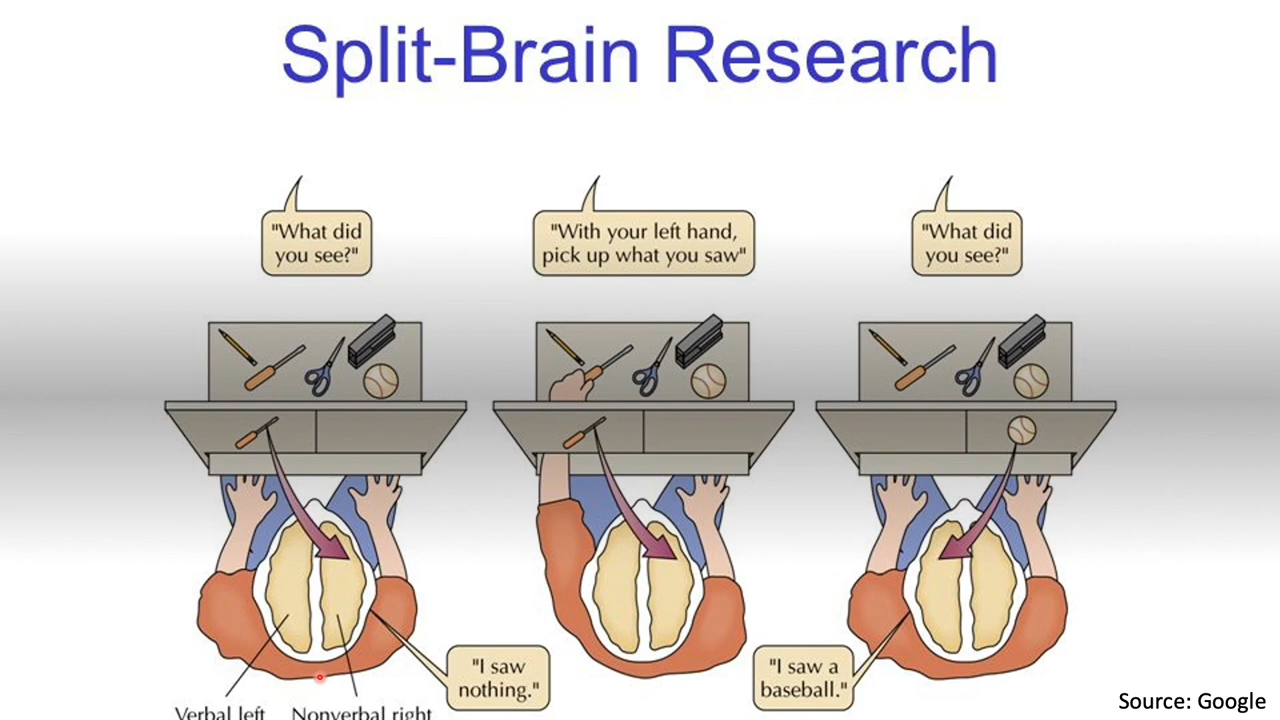 Split-Brain Research
"What did
you see?"
"With your left hand,
pick up what you saw"
"What did
you see?"
"I saw
nothing."
"I saw a
baseball."
Verbal left
Nonverbal right
Source: Google